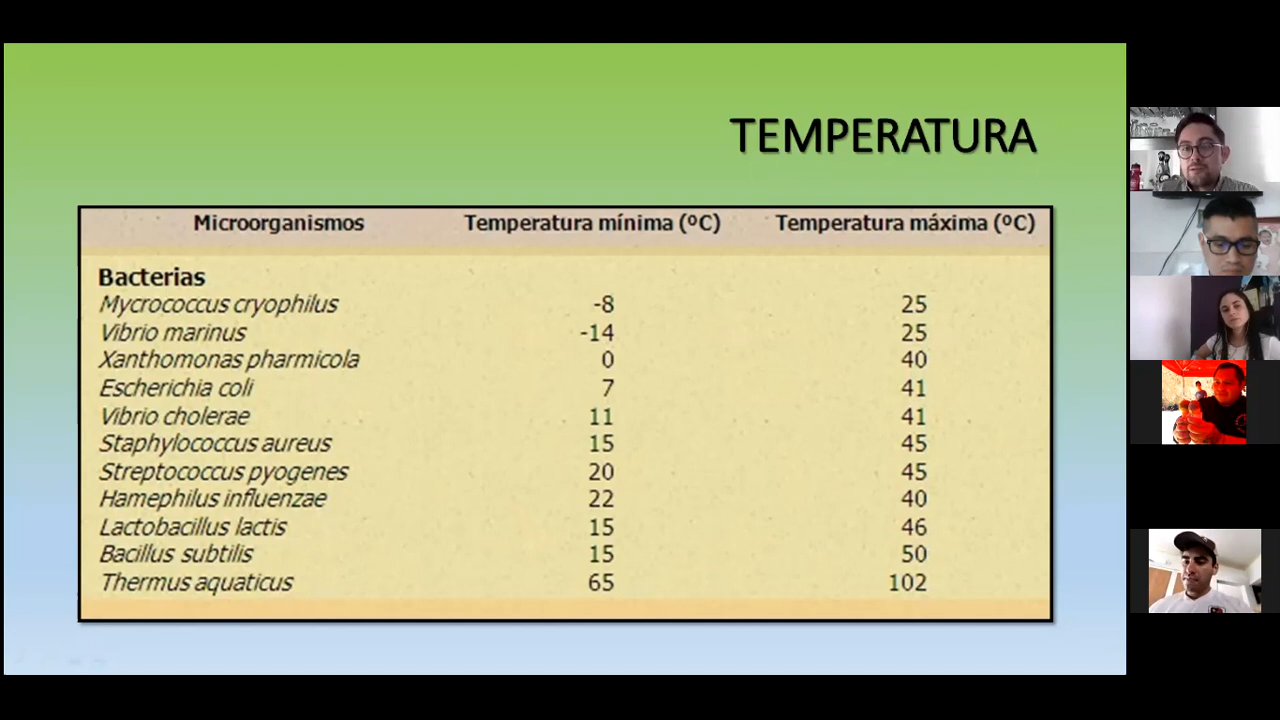 TEMPERATURA
Microorganismos Temperatura mínima (ºC) Temperatura máxima (ºC)
Bacterias
Mycrococcus cryophilus -8 25
Vibrio marinus -14 25
Xanthomonas pharmicola 0 40
Escherichia coli 7 41
Vibrio cholerae 11 41
Staphylococcus aureus 15 45
Streptococcus pyogenes 20 45
Hamephilus influenzae 22 40
Lactobacillus lactis 15 46
Bacillus subtilis 15 50
Thermus aquaticus 65 102